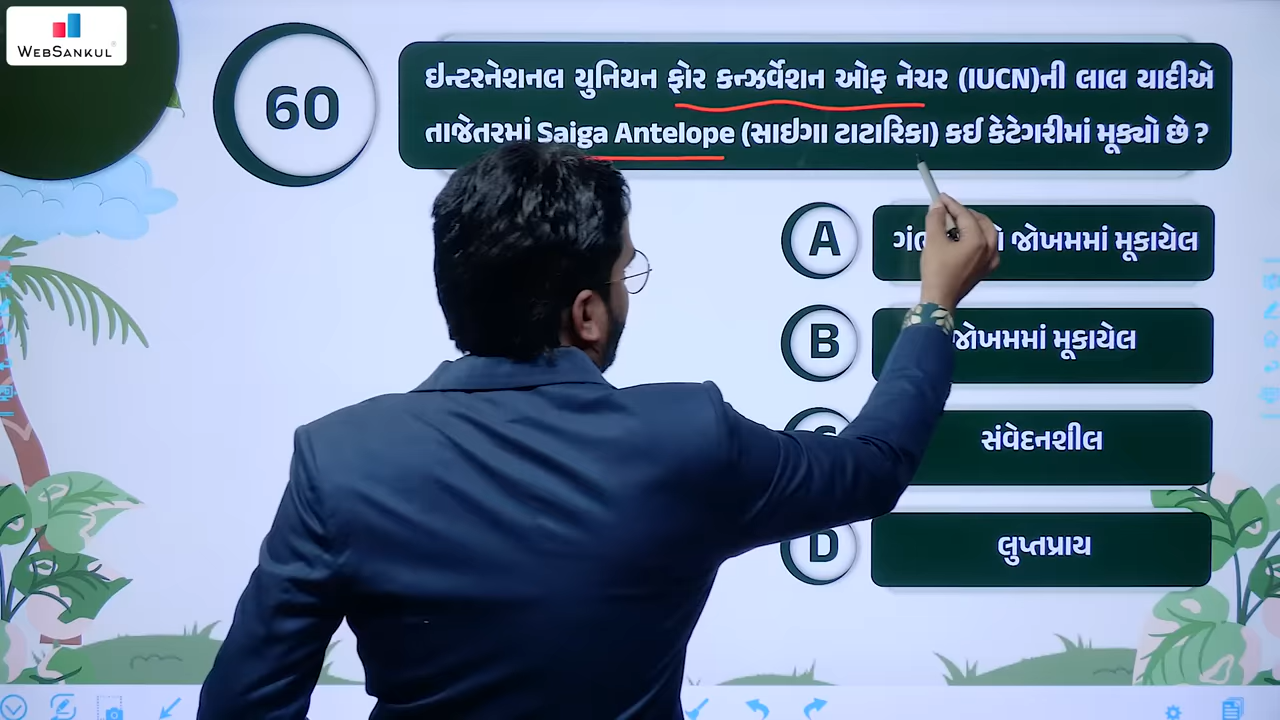 WEBSANKUL
60
ઇન્ટરનેશનલ યુનિયન ફોર કન્ઝર્વેશન ઓફ નેચર (IUCN)ની લાલ યાદીએ
તાજેતરમાં Saiga Antelope (સાઇગા ટાટારિકા) કઈ કેટેગરીમાં મૂક્યો છે ?
A
જોખમમાં મૂકાયેલ
B
જોખમમાં મૂકાયેલ
સંવેદનશીલ
D
લુપ્તપ્રાય